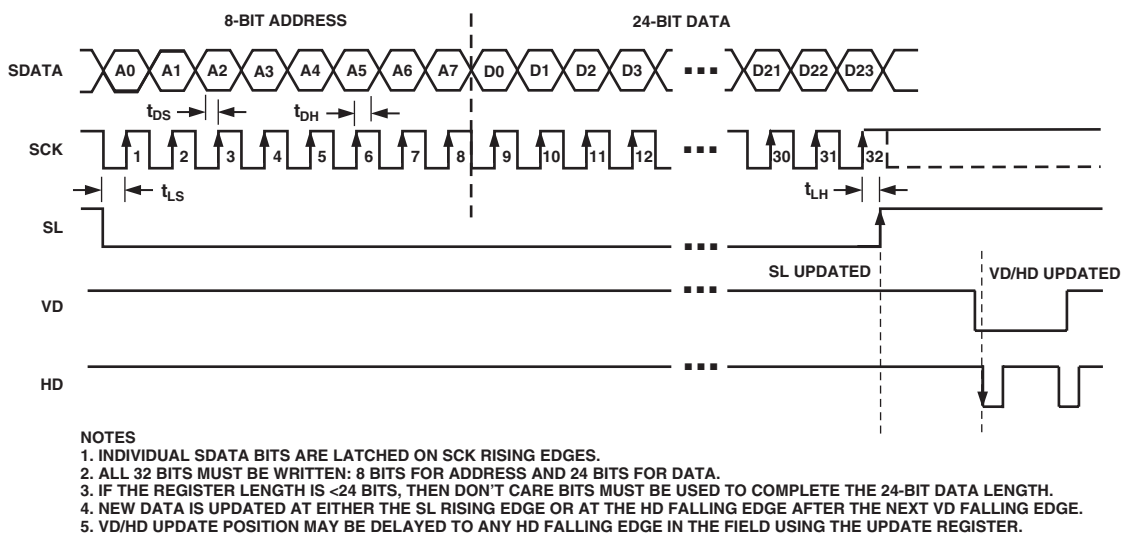 8-BIT ADDRESS 24-BIT DATA
SDATA A0 A1 A2 A3 A4 A5 A6 A7 D0 D1 D2 D3 D21 D22 D23
tDS tDH
SCK 1 2 3 4 5 6 7 8 9 10 11 12 30 31 32
tLS tLH
SL
SL UPDATED VD/HD UPDATED
VD
HD
NOTES
1. INDIVIDUAL SDATA BITS ARE LATCHED ON SCK RISING EDGES.
2. ALL 32 BITS MUST BE WRITTEN: 8 BITS FOR ADDRESS AND 24 BITS FOR DATA.
3. IF THE REGISTER LENGTH IS <24 BITS, THEN DON'T CARE BITS MUST BE USED TO COMPLETE THE 24-BIT DATA LENGTH.
4. NEW DATA IS UPDATED AT EITHER THE SL RISING EDGE OR AT THE HD FALLING EDGE AFTER THE NEXT VD FALLING EDGE.
5. VD/HD UPDATE POSITION MAY BE DELAYED TO ANY HD FALLING EDGE IN THE FIELD USING THE UPDATE REGISTER.